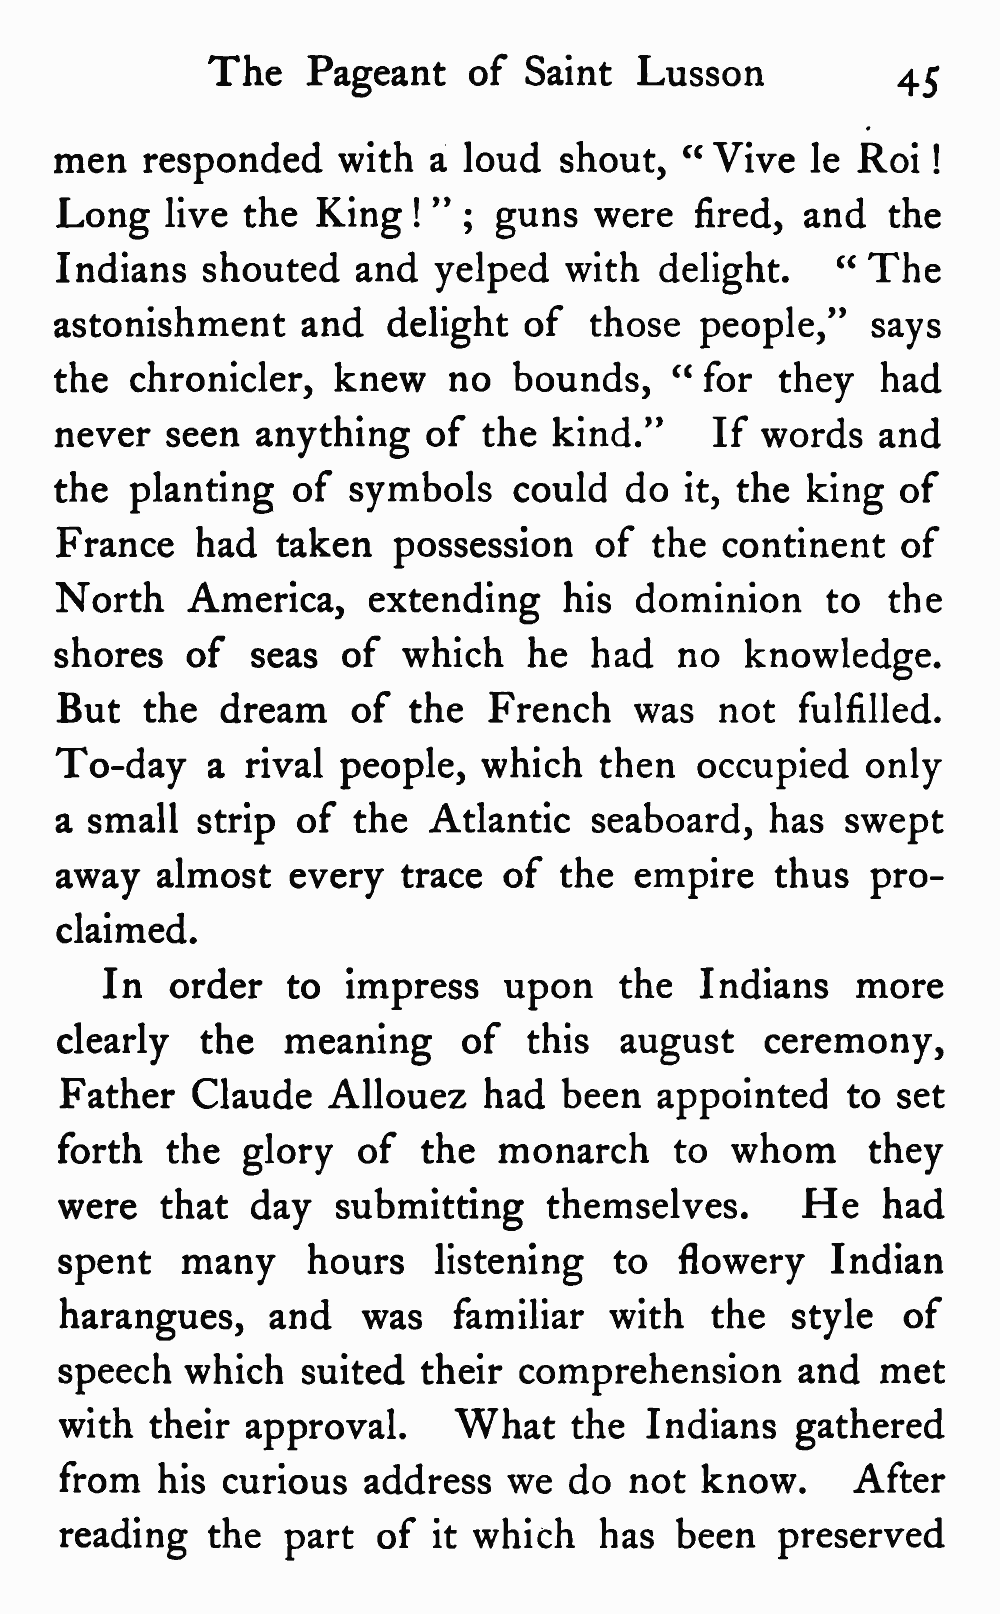 The Pageant of Saint Lusson 45
men responded with a loud shout, “ Vive le Roi !
Long live the King ! ” ; guns were fired, and the
Indians shouted and yelped with delight. “ The
astonishment and delight of those people,” says
the chronicler, knew no bounds, “ for they had
never seen anything of the kind.” If words and
the planting of symbols could do it, the king of
France had taken possession of the continent of
North America, extending his dominion to the
shores of seas of which he had no knowledge.
But the dream of the French was not fulfilled.
To-day a rival people, which then occupied only
a small strip of the Atlantic seaboard, has swept
away almost every trace of the empire thus pro-
claimed.
In order to impress upon the Indians more
clearly the meaning of this august ceremony,
Father Claude Allouez had been appointed to set
forth the glory of the monarch to whom they
were that day submitting themselves. He had
spent many hours listening to flowery Indian
harangues, and was familiar with the style of
speech which suited their comprehension and met
with their approval. What the Indians gathered
from his curious address we do not know. After
reading the part of it which has been preserved